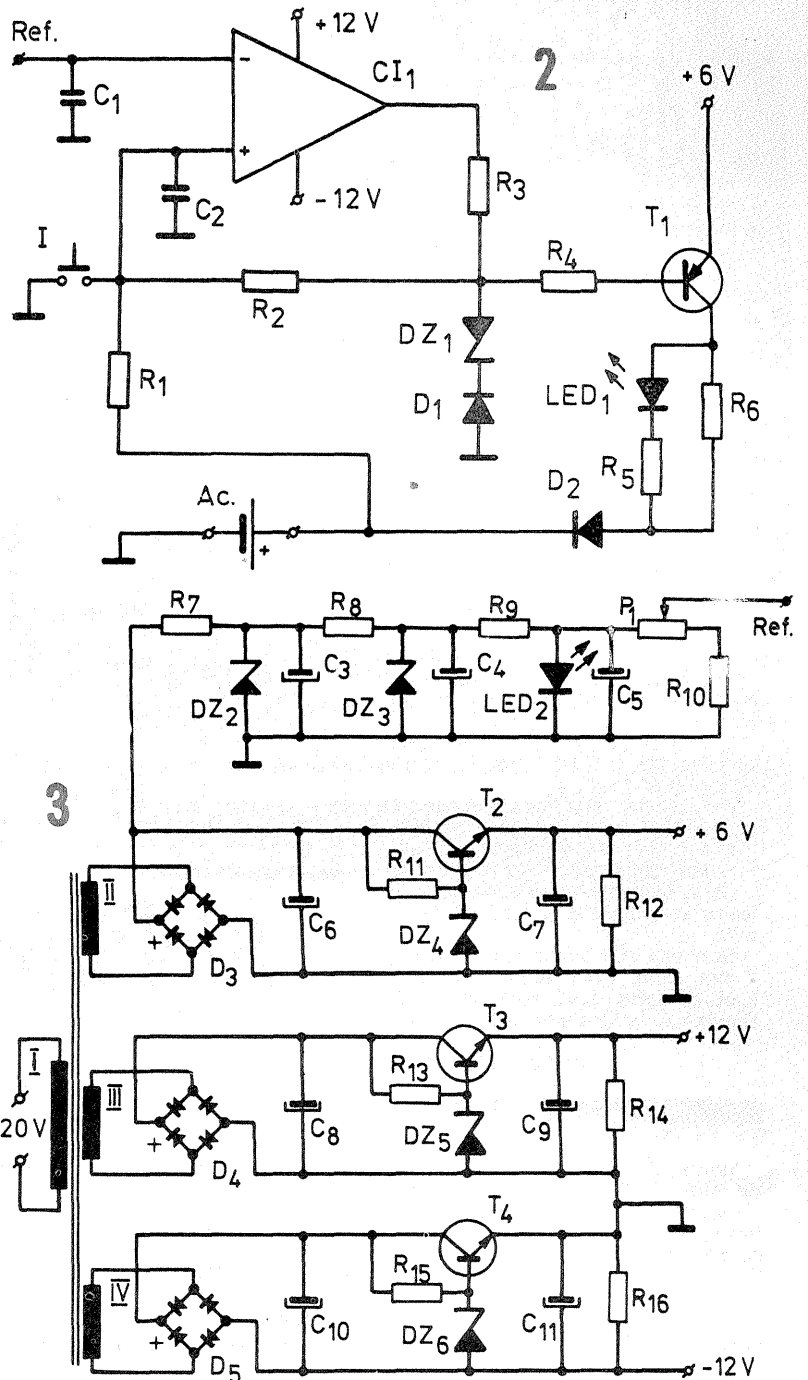 Ref.
+12 V
2
CI1
+6 V
C1
-
+
C2
-12 V
R3
I
T1
R4
R2
DZ1
R1
D1
LED1
R6
R5
D2
Ac.
+
R7
R8
R9
P1
Ref.
C3
C4
C5
R10
DZ2
DZ3
LED2
3
T2
+ 6 V
II
R11
R12
+
C6
DZ4
C7
D3
T3
+12V
I
III
R13
R14
20V
+
C8
DZ5
C9
D4
T4
IV
R15
R16
+
C10
DZ6
C11
D5
-12V